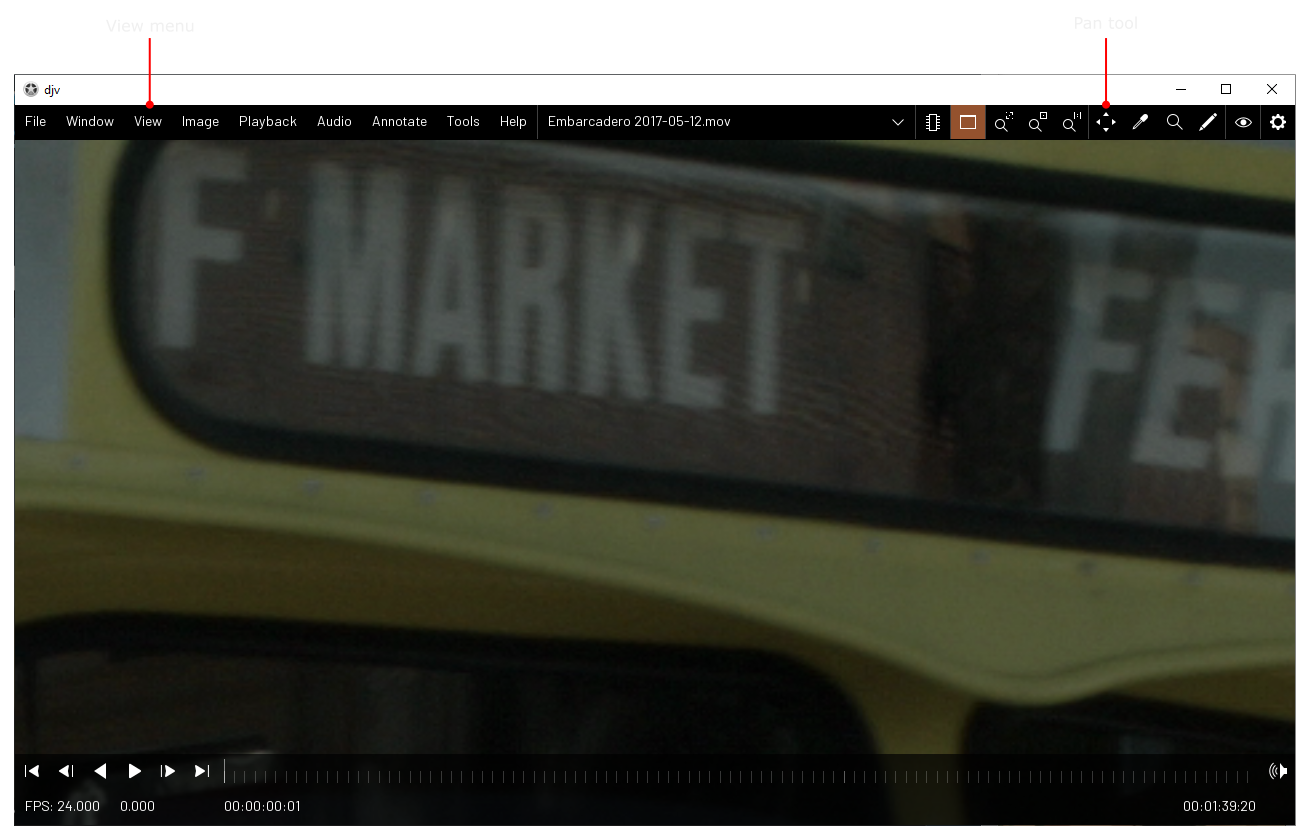 View menu
Pan tool
djv
File Window View Image Playback Audio Annotate Tools Help Embarcadero 2017-05-12.mov
F MARKET FE
FPS: 24.000 0.000 00:00:00:01 00:01:39:20